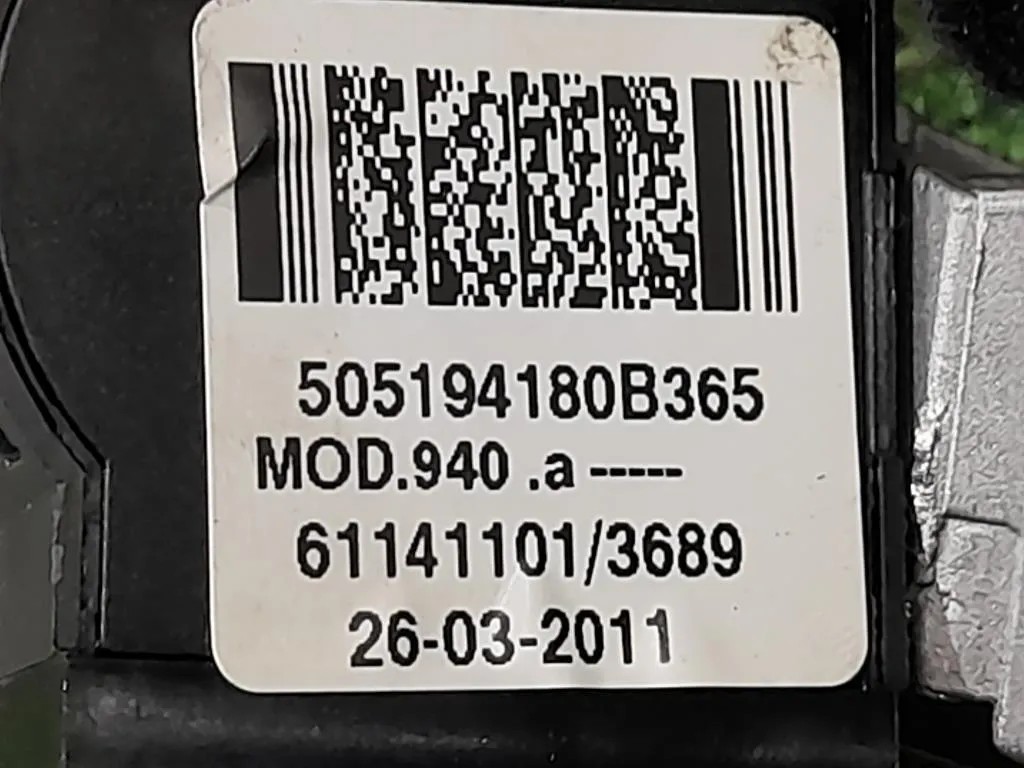 505194180B365
MOD.940 .a -----
61141101/3689
26-03-2011